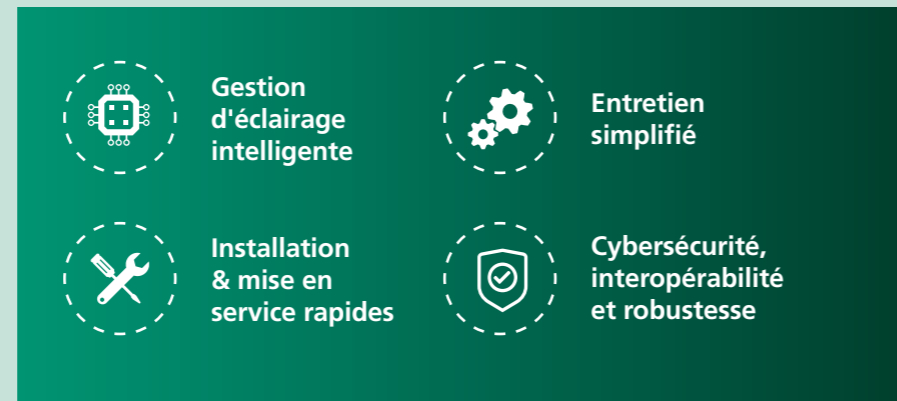 Gestion
d'éclairage
intelligente
Entretien
simplifié
Installation
& mise en
service rapides
Cybersécurité,
interopérabilité
et robustesse